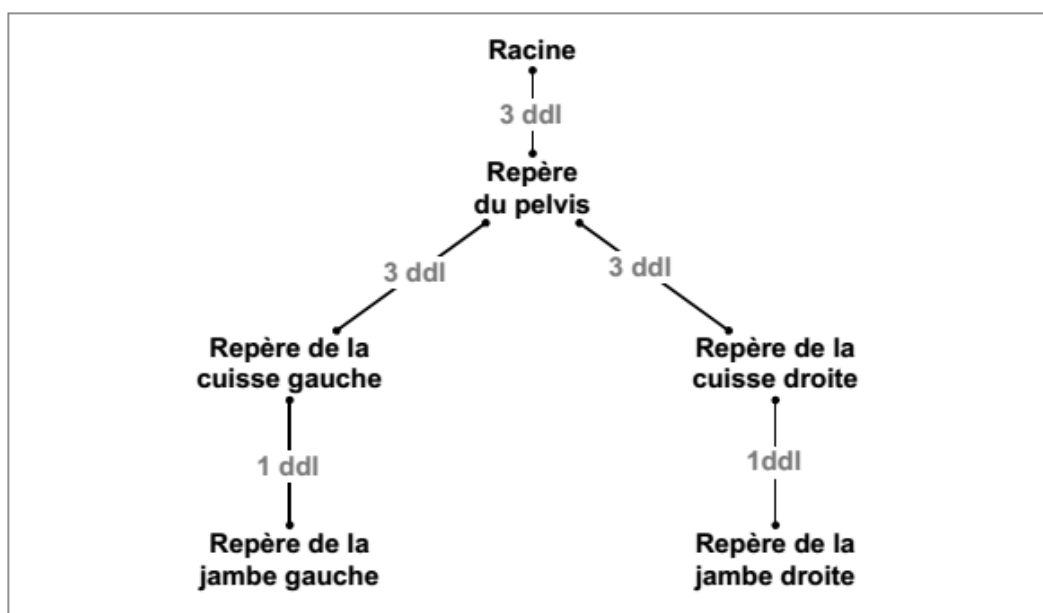 Racine
3 ddl
Repère
du pelvis
3 ddl
3 ddl
Repère de la
cuisse gauche
Repère de la
cuisse droite
1 ddl
1ddl
Repère de la
jambe gauche
Repère de la
jambe droite